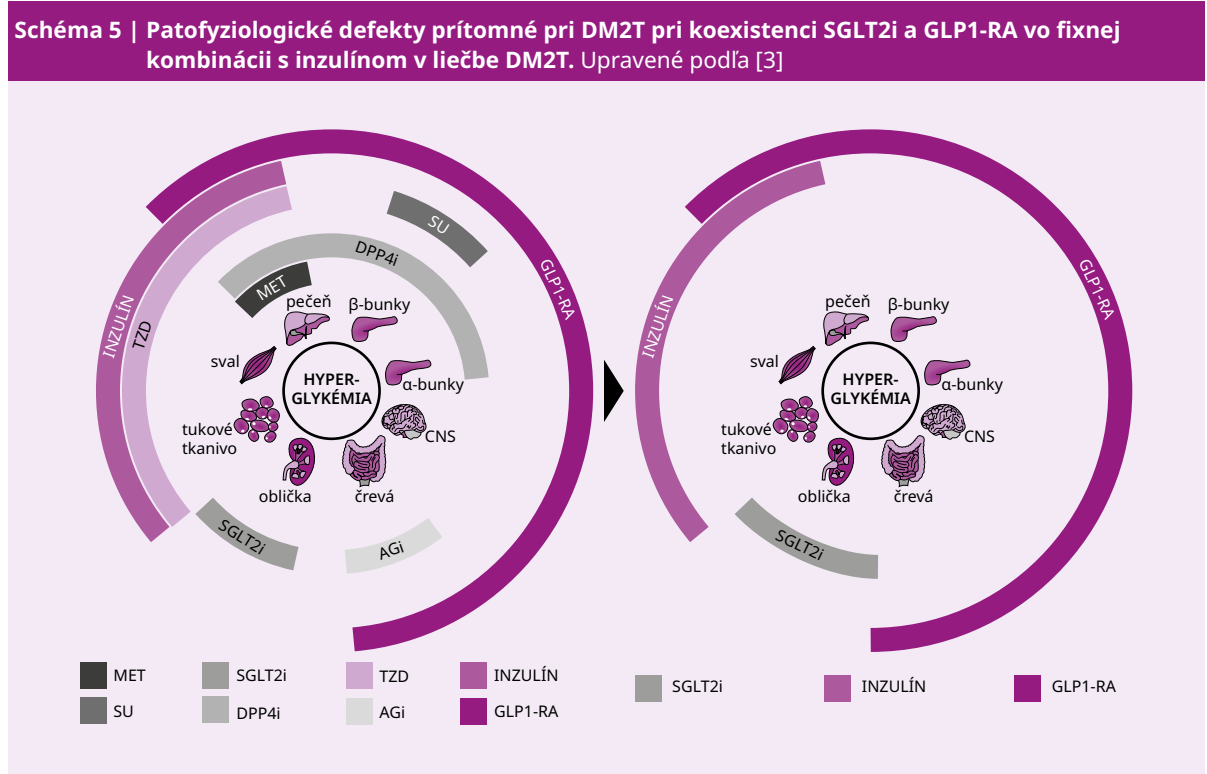 Schéma 5 | Patofyziologické defekty prítomné pri DM2T pri koexistenci SGLT2i a GLP1-RA vo fixnej
kombinácii s inzulínom v liečbe DM2T. Upravené podľa [3]
INZULÍN
TZD
MET
DPP4i
SU
GLP1-RA
pečeň
β-bunky
sval
α-bunky
HYPER-
GLYKÉMIA
tukové
tkanivo
CNS
oblička
črevá
SGLT2i
AGi
INZULÍN
GLP1-RA
pečeň
β-bunky
sval
α-bunky
HYPER-
GLYKÉMIA
tukové
tkanivo
CNS
oblička
črevá
SGLT2i
MET
SGLT2i
TZD
INZULÍN
SU
DPP4i
AGi
GLP1-RA
SGLT2i
INZULÍN
GLP1-RA